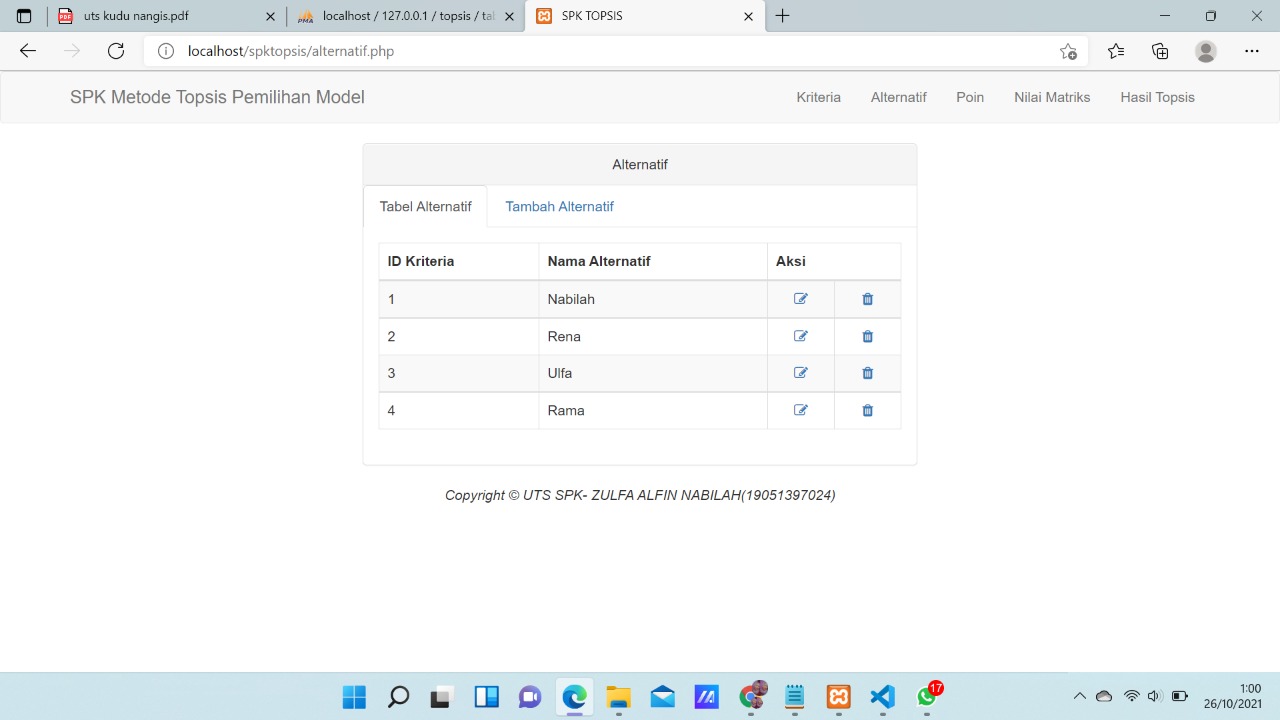 uts kudu nangis.pdf
localhost / 127.0.0.1 / topsis / tal
SPK TOPSIS
localhost/spktopsis/alternatif.php
SPK Metode Topsis Pemilihan Model
Kriteria Alternatif Poin Nilai Matriks Hasil Topsis
Alternatif
Tabel Alternatif Tambah Alternatif
ID Kriteria Nama Alternatif Aksi
1 Nabilah
2 Rena
3 Ulfa
4 Rama
Copyright © UTS SPK- ZULFA ALFIN NABILAH(19051397024)
17
1:00
26/10/2021